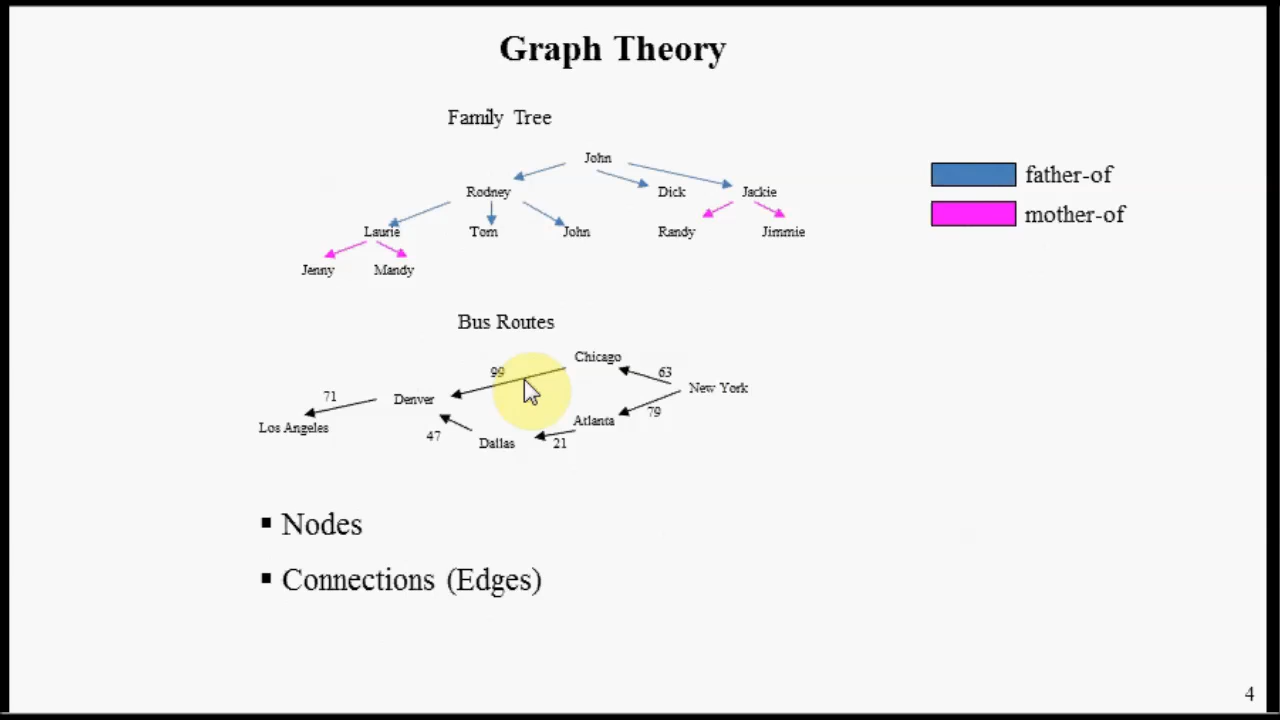 Graph Theory
Family Tree
John
Rodney Dick Jackie
Laurie Tom John Randy Jimmie
Jenny Mandy
father-of
mother-of
Bus Routes
Chicago
99 63
New York
71 Denver
79
Los Angeles Atlanta
47 Dallas 21
▪ Nodes
▪ Connections (Edges)
4